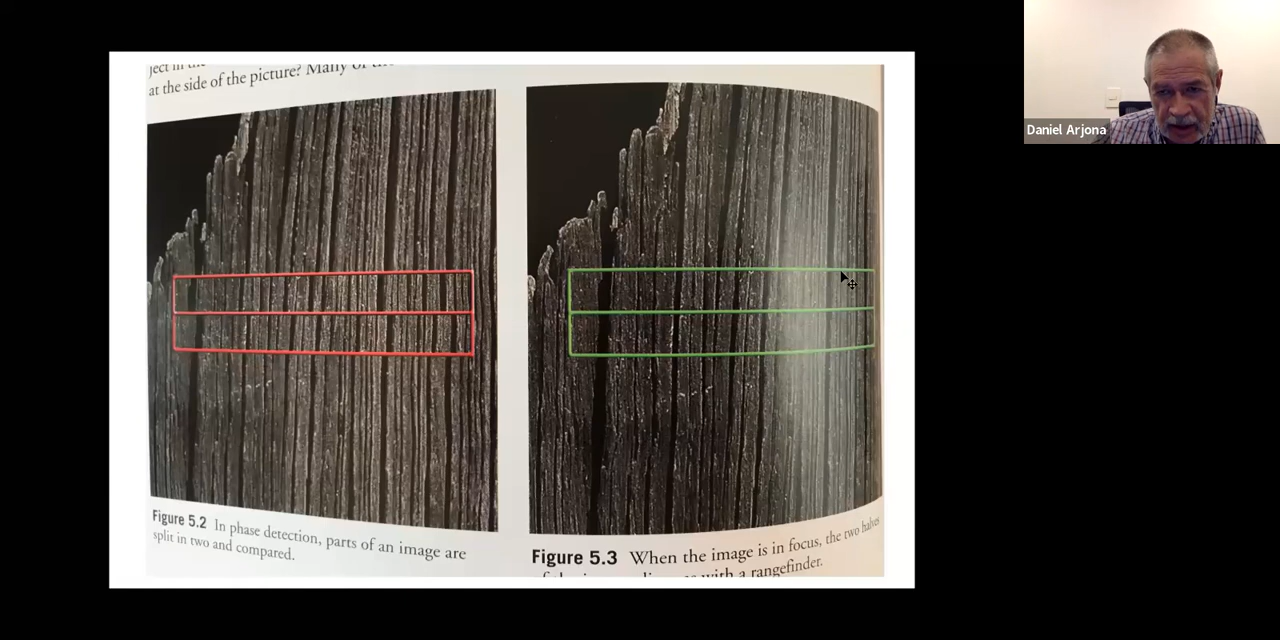 at the side of the picture? Many of
Figure 5.2 In phase detection, parts of an image are
split in two and compared.
Figure 5.3 When the image is in focus, the two halves
with a rangefinder.
Daniel Arjona